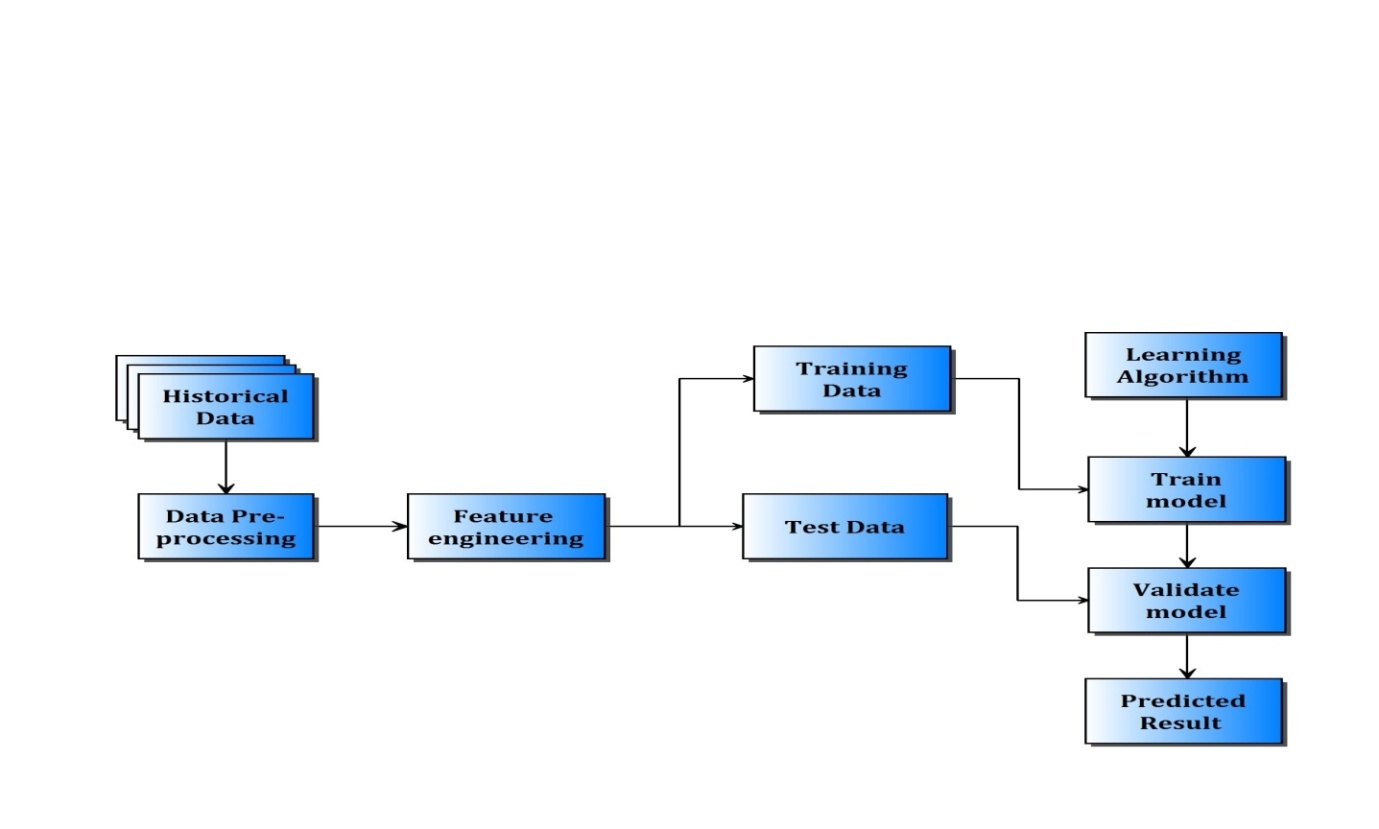 Historical
Data
Data Pre-
processing
Feature
engineering
Training
Data
Test Data
Learning
Algorithm
Train
model
Validate
model
Predicted
Result